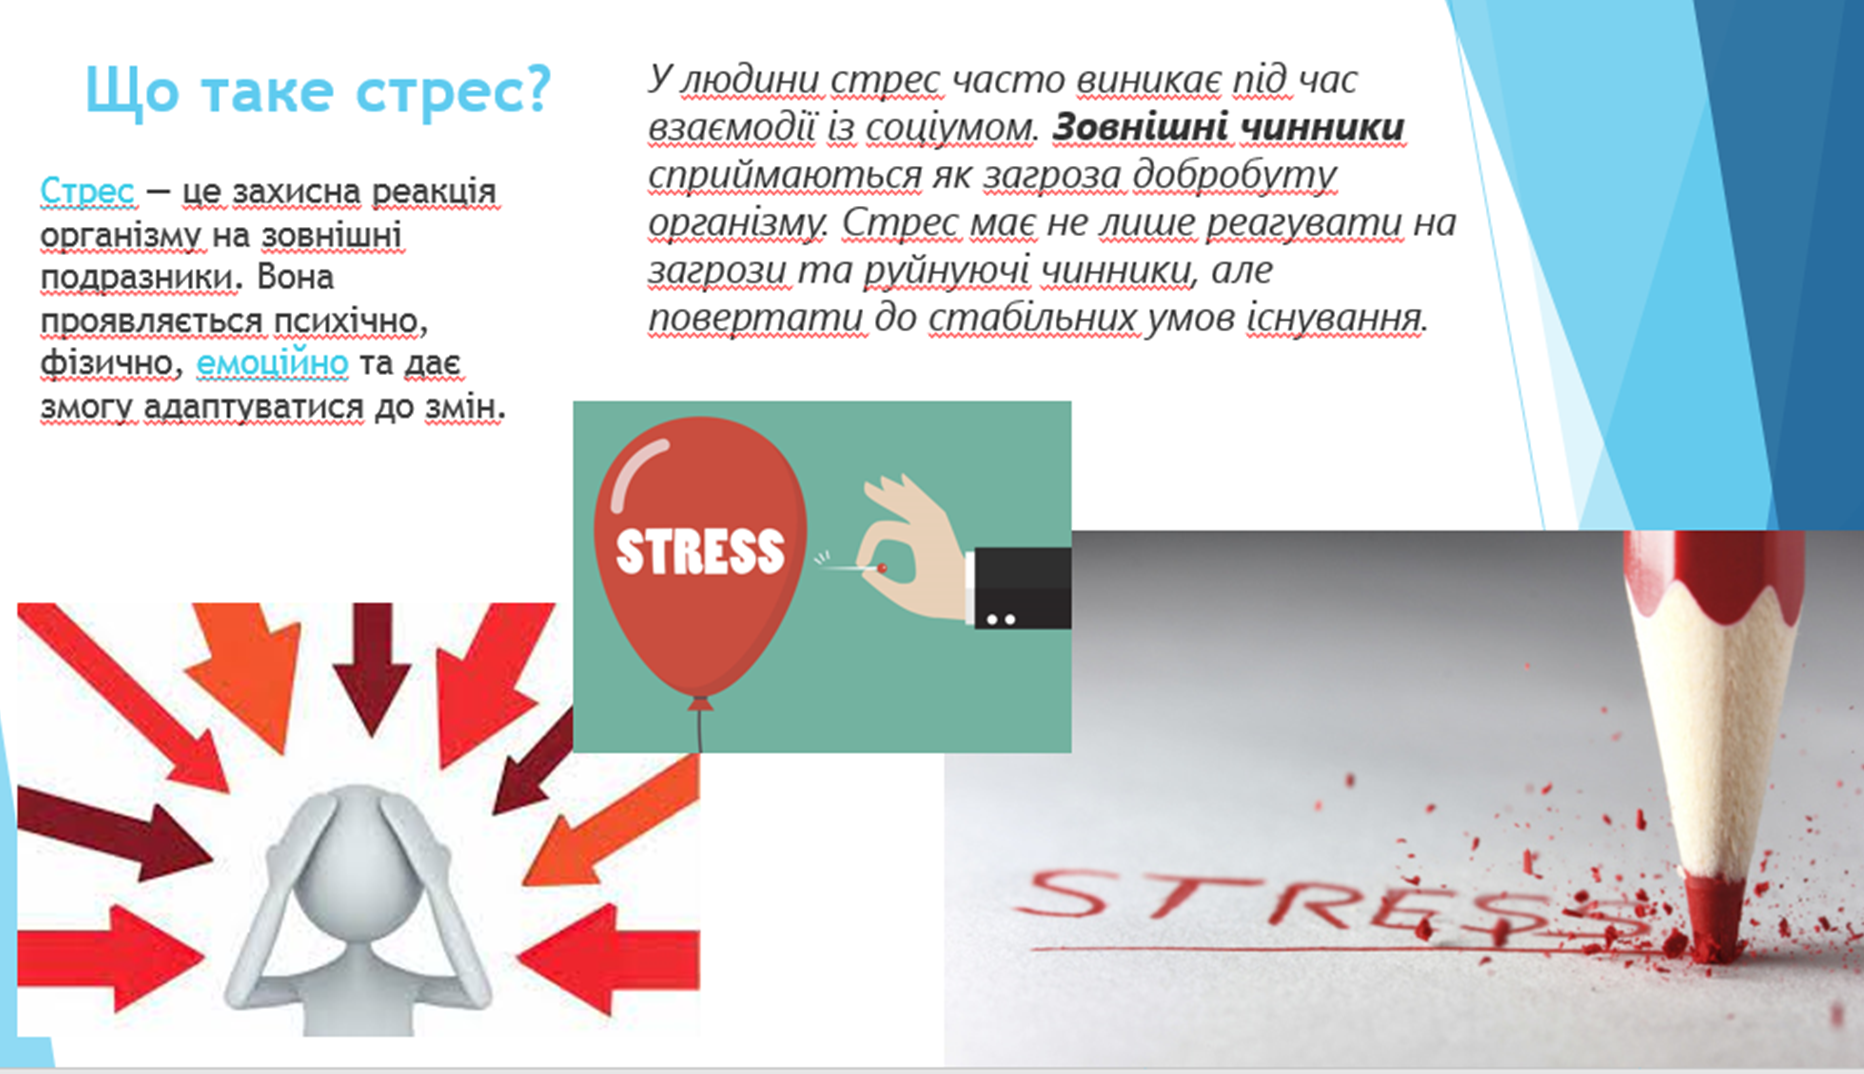 Що таке стрес?
Стрес — це захисна реакція
організму на зовнішні
подразники. Вона
проявляється психічно,
фізично, емоційно та дає
змогу адаптуватися до змін.
У людини стрес часто виникає під час
взаємодії із соціумом. Зовнішні чинники
сприймаються як загроза добробуту
організму. Стрес має не лише реагувати на
загрози та руйнуючі чинники, але
повертати до стабільних умов існування.
STRESS
STRESS